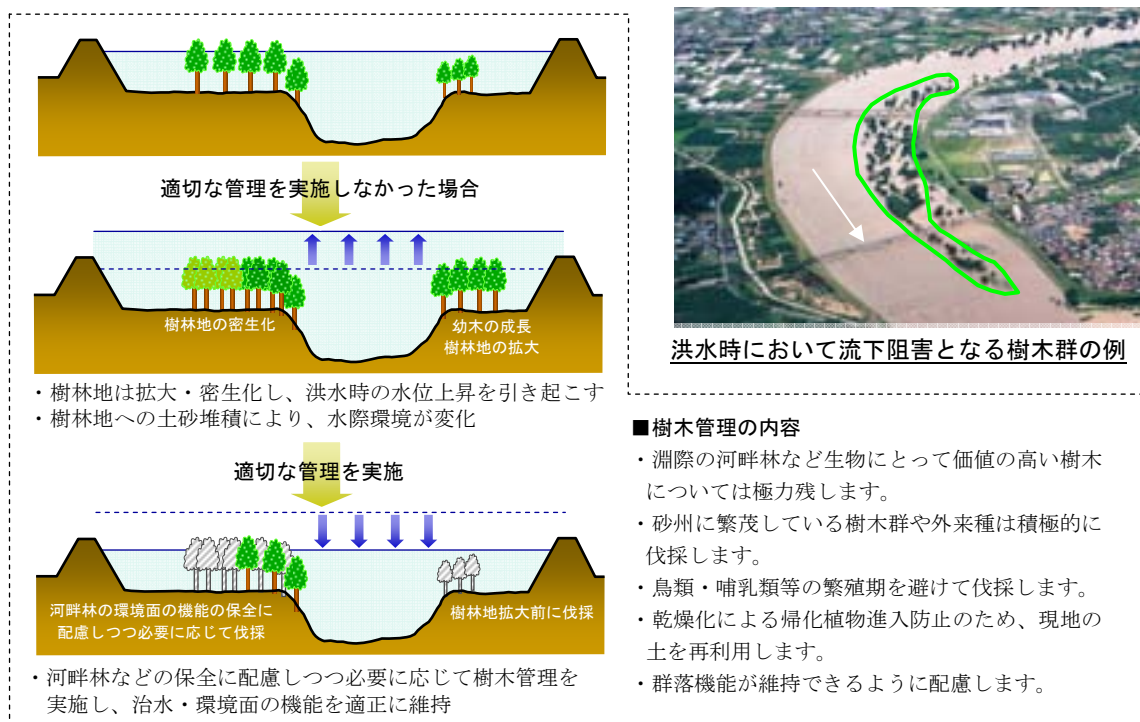 適切な管理を実施しなかった場合
樹林地の密生化
幼木の成長
樹林地の拡大
・樹林地は拡大・密生化し、洪水時の水位上昇を引き起こす
・樹林地への土砂堆積により、水際環境が変化
適切な管理を実施
河畔林の環境面の機能の保全に
配慮しつつ必要に応じて伐採
樹林地拡大前に伐採
・河畔林などの保全に配慮しつつ必要に応じて樹木管理を
実施し、治水・環境面の機能を適正に維持
洪水時において流下阻害となる樹木群の例
■樹木管理の内容
・淵際の河畔林など生物にとって価値の高い樹木
については極力残します。
・砂州に繁茂している樹木群や外来種は積極的に
伐採します。
・鳥類・哺乳類等の繁殖期を避けて伐採します。
・乾燥化による帰化植物進入防止のため、現地の
土を再利用します。
・群落機能が維持できるように配慮します。